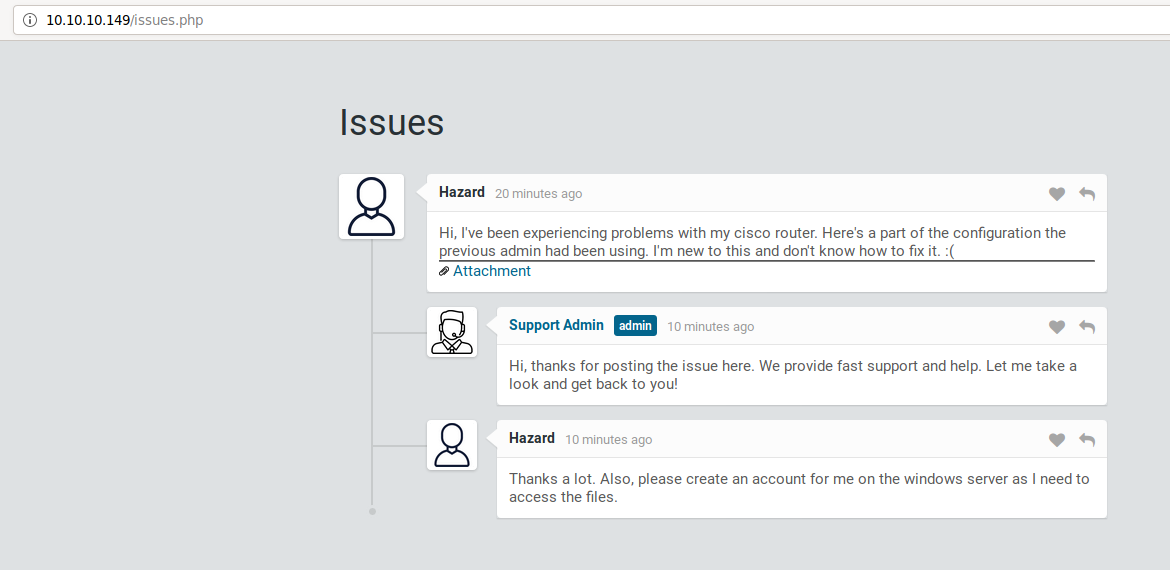 10.10.10.149/issues.php
Issues
Hazard 20 minutes ago
Hi, I've been experiencing problems with my cisco router. Here's a part of the configuration the
previous admin had been using. I'm new to this and don't know how to fix it. :(
Attachment
Support Admin admin 10 minutes ago
Hi, thanks for posting the issue here. We provide fast support and help. Let me take a
look and get back to you!
Hazard 10 minutes ago
Thanks a lot. Also, please create an account for me on the windows server as I need to
access the files.